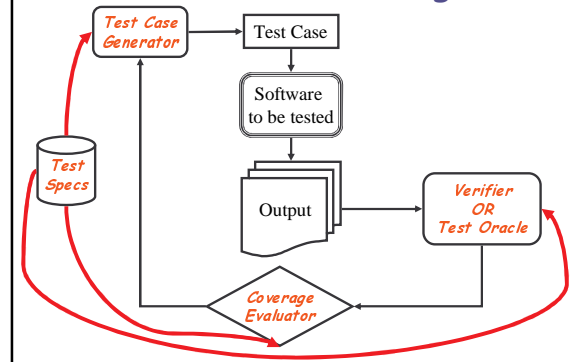 Test Case
Generator
Test Case
Software
to be tested
Test
Specs
Output
Verifier
OR
Test Oracle
Coverage
Evaluator